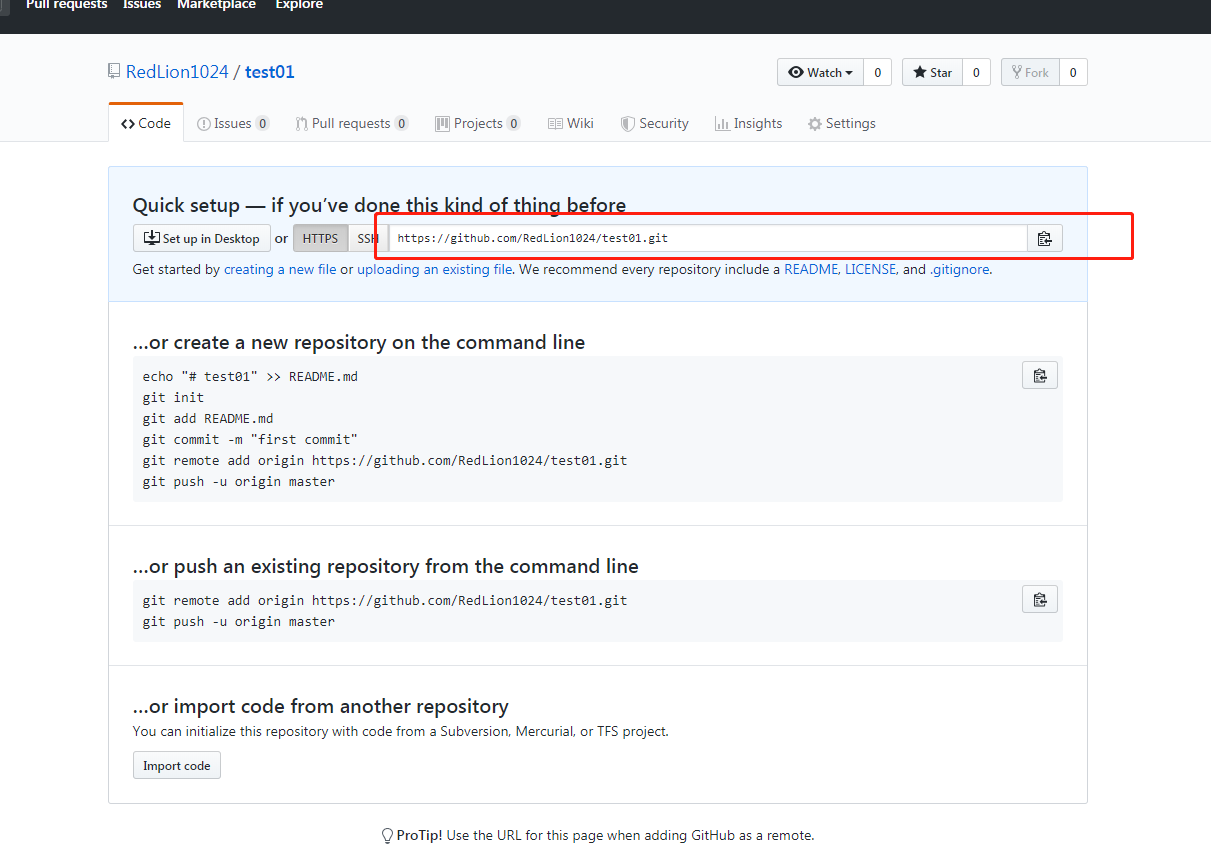 Pull requests Issues Marketplace Explore
RedLion1024 / test01
Watch 0 Star 0 Fork 0
Code Issues 0 Pull requests 0 Projects 0 Wiki Security Insights Settings
Quick setup — if you’ve done this kind of thing before
Set up in Desktop or HTTPS SSH https://github.com/RedLion1024/test01.git
Get started by creating a new file or uploading an existing file. We recommend every repository include a README, LICENSE, and .gitignore.
…or create a new repository on the command line
echo "# test01" >> README.md
git init
git add README.md
git commit -m "first commit"
git remote add origin https://github.com/RedLion1024/test01.git
git push -u origin master
…or push an existing repository from the command line
git remote add origin https://github.com/RedLion1024/test01.git
git push -u origin master
…or import code from another repository
You can initialize this repository with code from a Subversion, Mercurial, or TFS project.
Import code
ProTip! Use the URL for this page when adding GitHub as a remote.